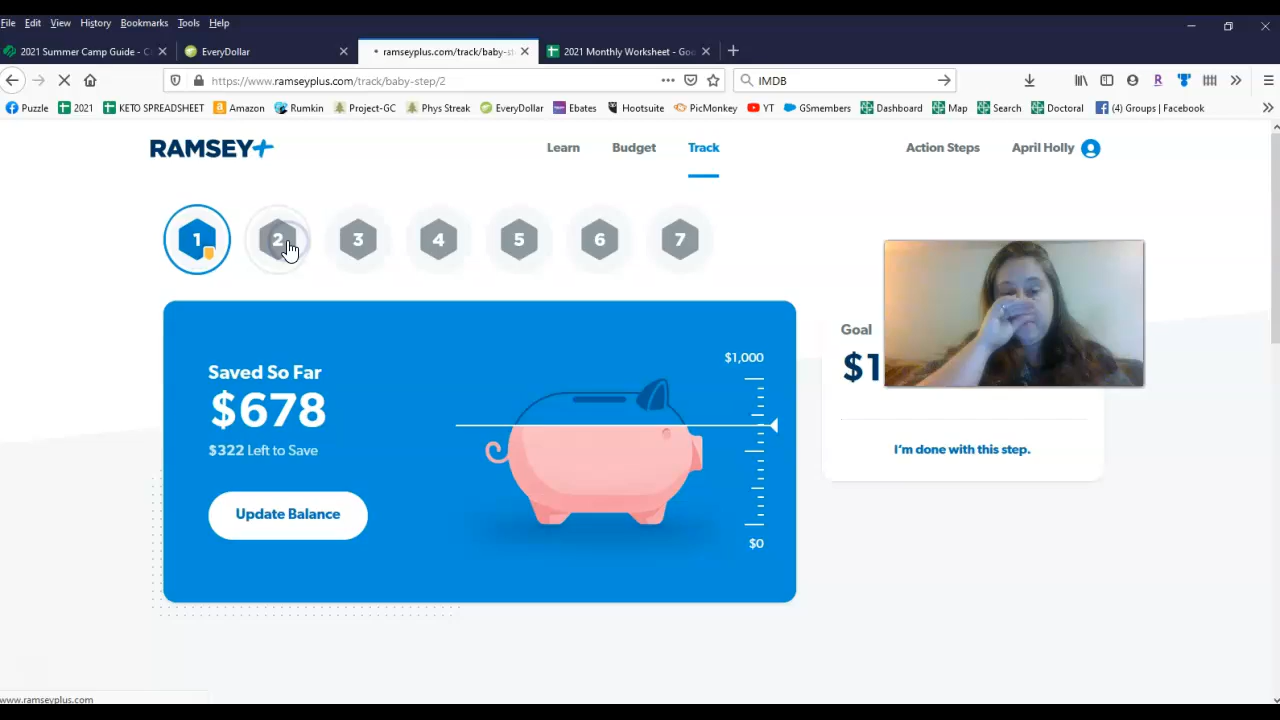 File Edit View History Bookmarks Tools Help
2021 Summer Camp Guide - C
EveryDollar
ramseyplus.com/track/baby-st
2021 Monthly Worksheet - Goo
https://www.ramseyplus.com/track/baby-step/2
IMDB
Puzzle 2021 KETO SPREADSHEET Amazon Rumkin Project-GC Phys Streak EveryDollar Ebates Hootsuite PicMonkey YT GSmembers Dashboard Map Search Doctoral (4) Groups | Facebook
RAMSEY+ Learn Budget Track Action Steps April Holly
1 2 3 4 5 6 7
Saved So Far
$678
$322 Left to Save
Update Balance
$1,000
$0
Goal
$1
I'm done with this step.
www.ramseyplus.com